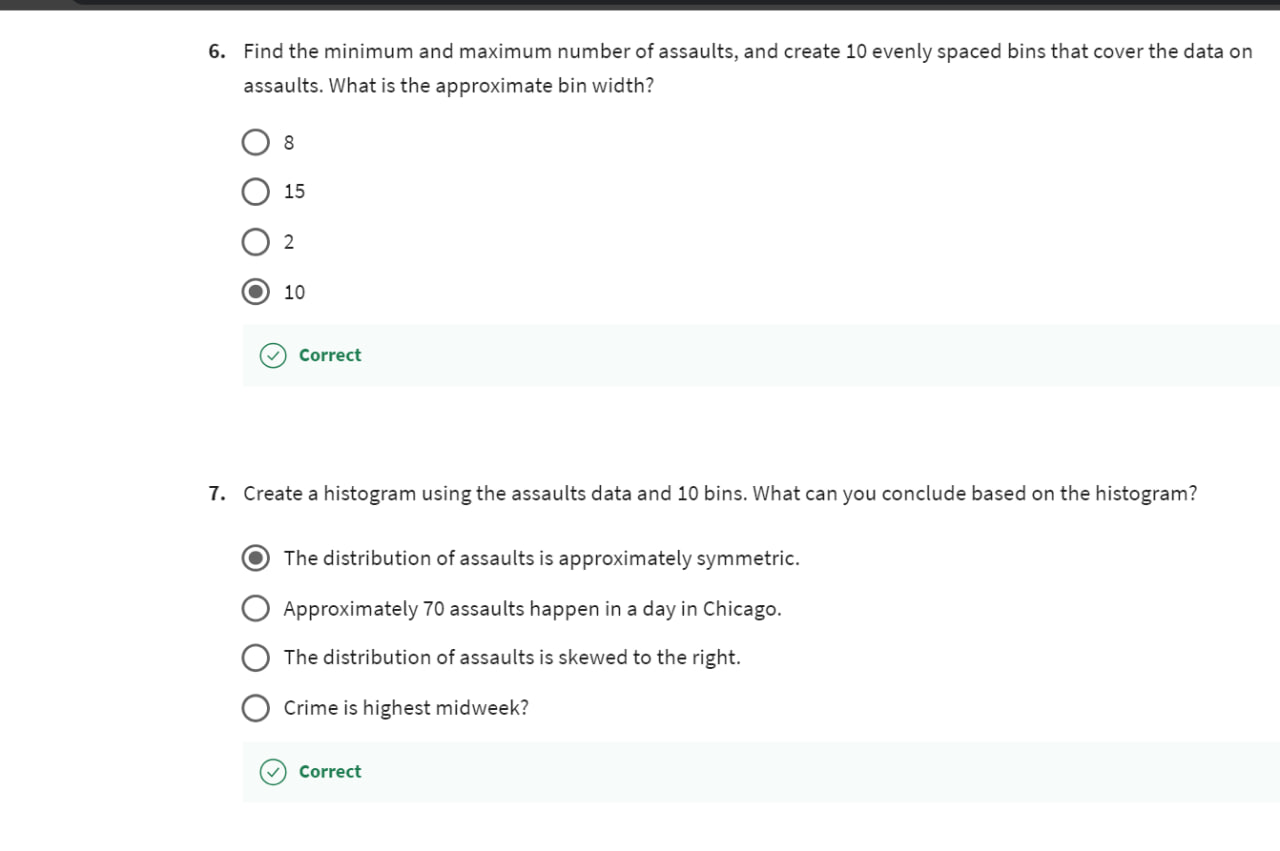 6. Find the minimum and maximum number of assaults, and create 10 evenly spaced bins that cover the data on
assaults. What is the approximate bin width?
8
15
2
10
Correct
7. Create a histogram using the assaults data and 10 bins. What can you conclude based on the histogram?
The distribution of assaults is approximately symmetric.
Approximately 70 assaults happen in a day in Chicago.
The distribution of assaults is skewed to the right.
Crime is highest midweek?
Correct